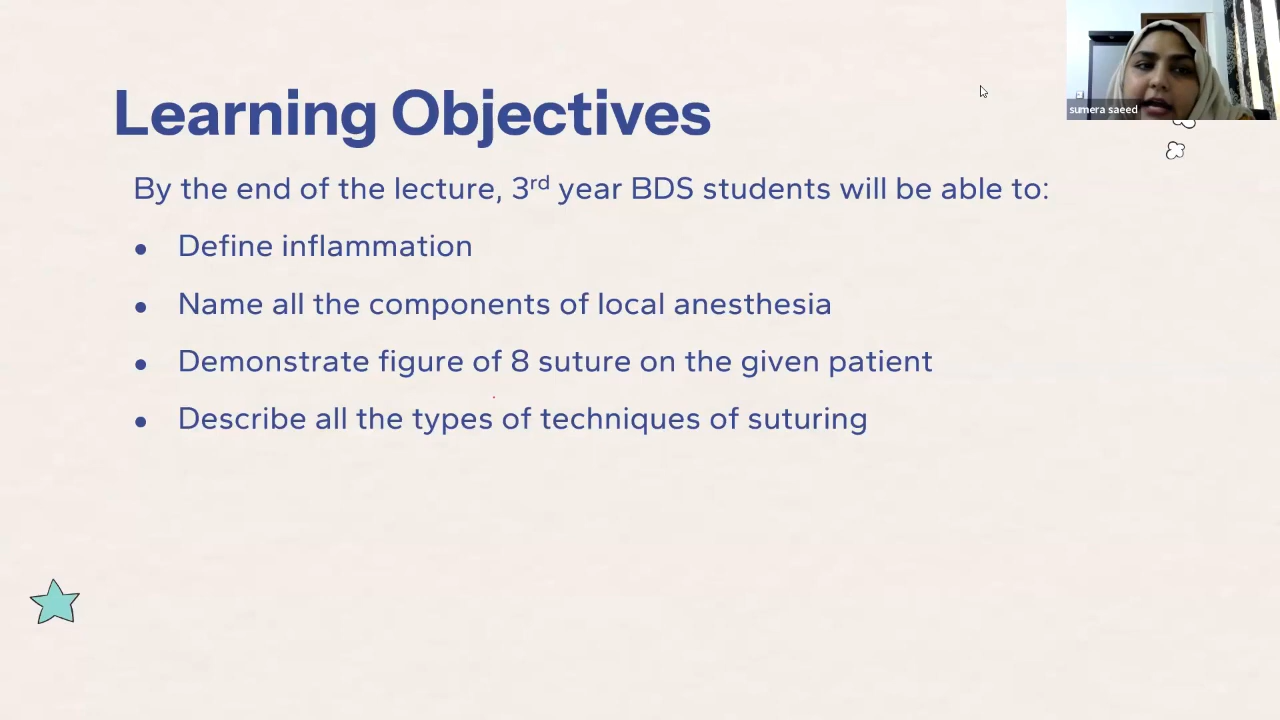 Learning Objectives
sumera saeed
By the end of the lecture, 3rd year BDS students will be able to:
• Define inflammation
• Name all the components of local anesthesia
• Demonstrate figure of 8 suture on the given patient
• Describe all the types of techniques of suturing